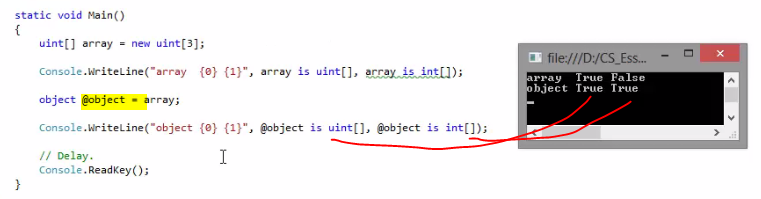 static void Main()
{
uint[] array = new uint[3];
Console.WriteLine("array  {0} {1}", array is uint[], array is int[]);
object @object = array;
Console.WriteLine("object {0} {1}", @object is uint[], @object is int[]);
// Delay.
Console.ReadKey();
}
file:///D:/CS_Ess...
array  True False
object True True